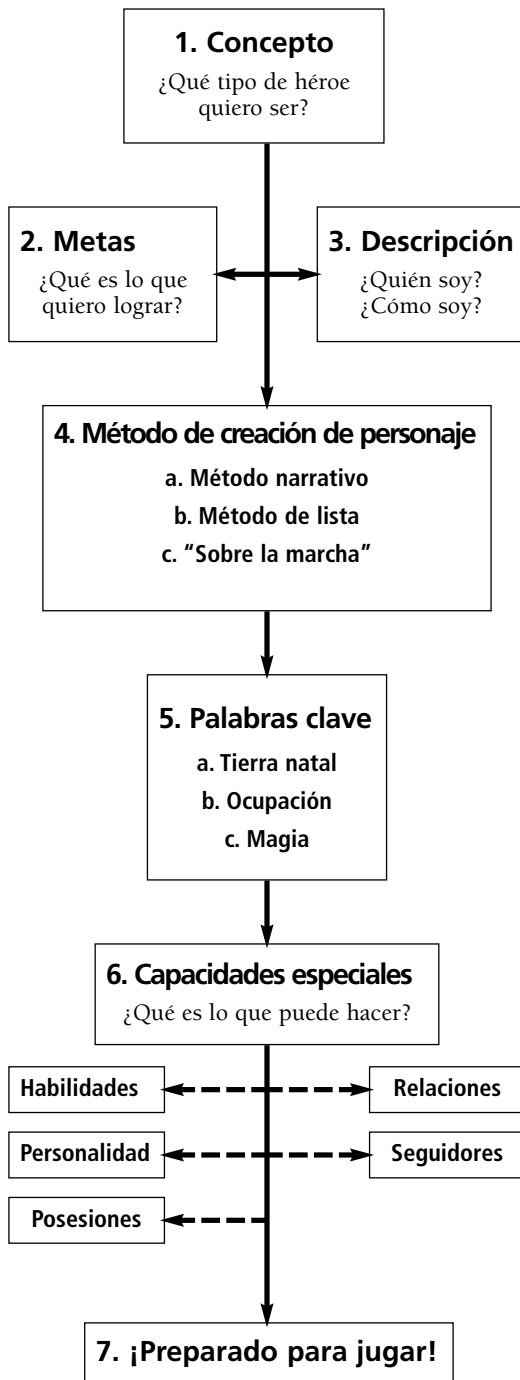 1. Concepto
¿Qué tipo de héroe
quiero ser?
2. Metas
¿Qué es lo que
quiero lograr?
3. Descripción
¿Quién soy?
¿Cómo soy?
4. Método de creación de personaje
a. Método narrativo
b. Método de lista
c. “Sobre la marcha”
5. Palabras clave
a. Tierra natal
b. Ocupación
c. Magia
6. Capacidades especiales
¿Qué es lo que puede hacer?
Habilidades
Relaciones
Personalidad
Seguidores
Posesiones
7. ¡Preparado para jugar!